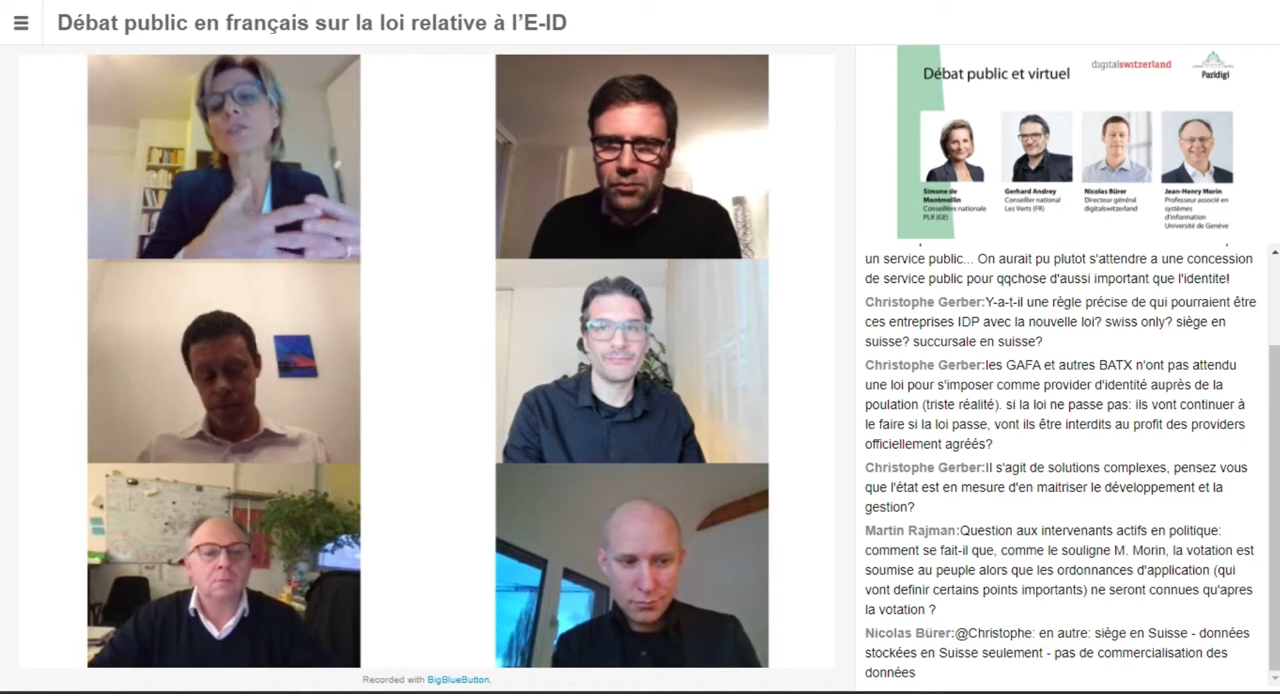 Débat public en français sur la loi relative à l’E-ID
Débat public et virtuel
digitalswitzerland
Parldigi
Simone de
Montmollin
Conseillère nationale
PLR (GE)
Gerhard Andrey
Conseiller national
Les Verts (FR)
Nicolas Bürer
Directeur général
digitalswitzerland
Jean-Henry Morin
Professeur associé en
systèmes
d'information
Université de Genève
un service public... On aurait pu plutot s'attendre a une concession
de service public pour qqchose d'aussi important que l'identite!
Christophe Gerber:Y-a-t-il une règle précise de qui pourraient être
ces entreprises IDP avec la nouvelle loi? swiss only? siège en
suisse? succursale en suisse?
Christophe Gerber:les GAFA et autres BATX n'ont pas attendu
une loi pour s'imposer comme provider d'identité auprès de la
poulation (triste réalité). si la loi ne passe pas: ils vont continuer à
le faire si la loi passe, vont ils être interdits au profit des providers
officiellement agréés?
Christophe Gerber:Il s'agit de solutions complexes, pensez vous
que l'état est en mesure d'en maitriser le développement et la
gestion?
Martin Rajman:Question aux intervenants actifs en politique:
comment se fait-il que, comme le souligne M. Morin, la votation est
soumise au peuple alors que les ordonnances d'application (qui
vont definir certains points importants) ne seront connues qu'apres
la votation ?
Nicolas Bürer:@Christophe: en autre: siège en Suisse - données
stockées en Suisse seulement - pas de commercialisation des
données
Recorded with BigBlueButton.